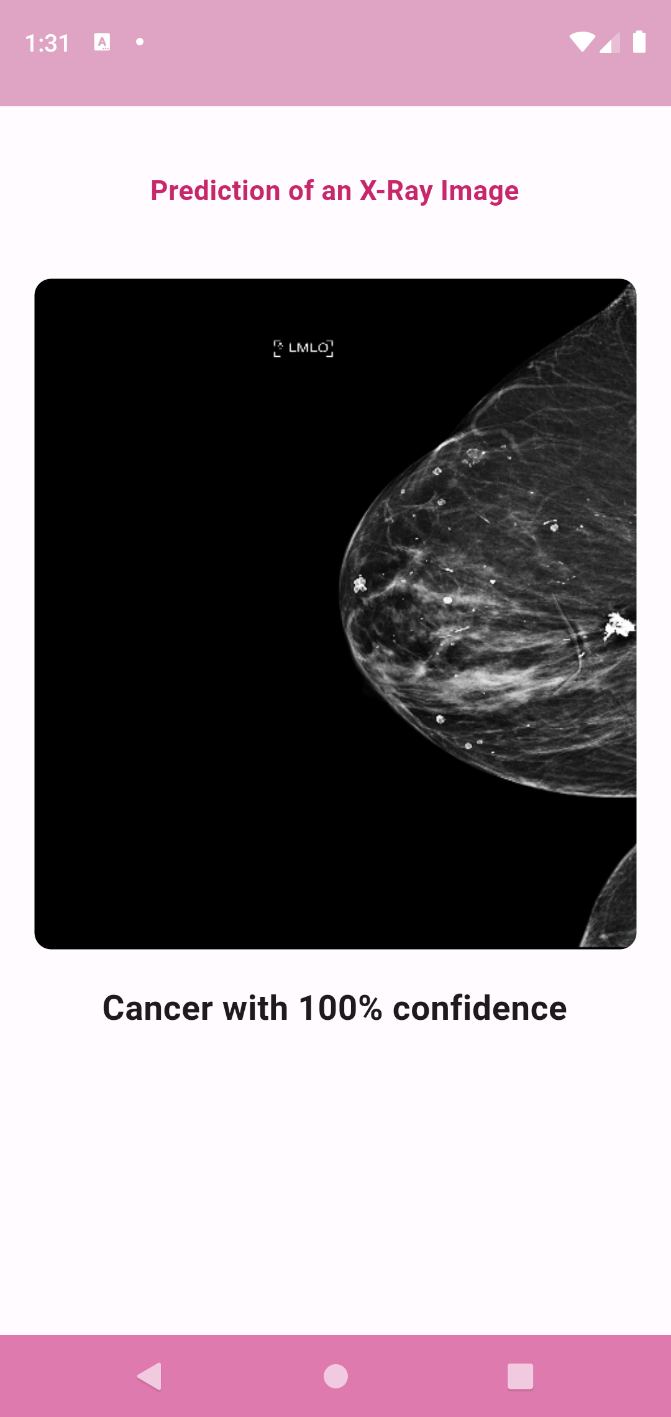 1:31
Prediction of an X-Ray Image
LMLO
Cancer with 100% confidence